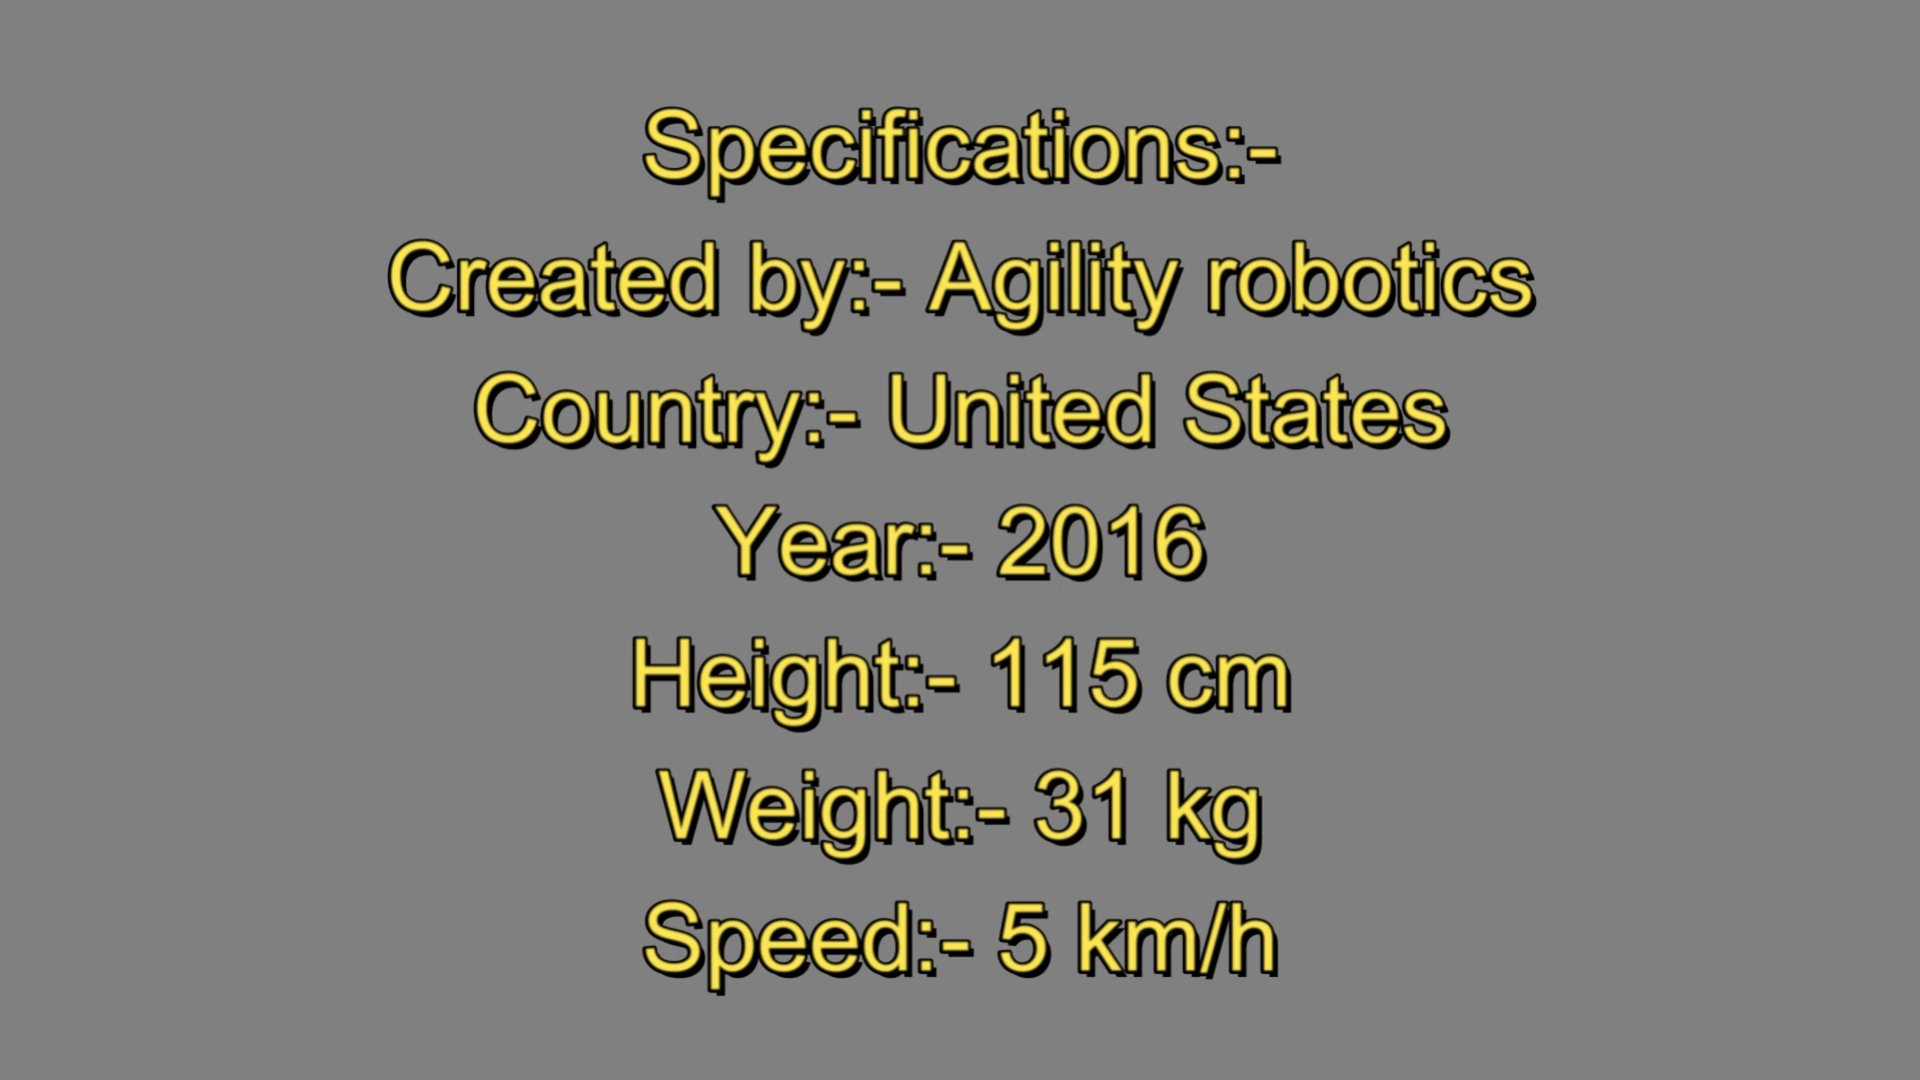 Specifications:-
Created by:- Agility robotics
Country:- United States
Year:- 2016
Height:- 115 cm
Weight:- 31 kg
Speed:- 5 km/h